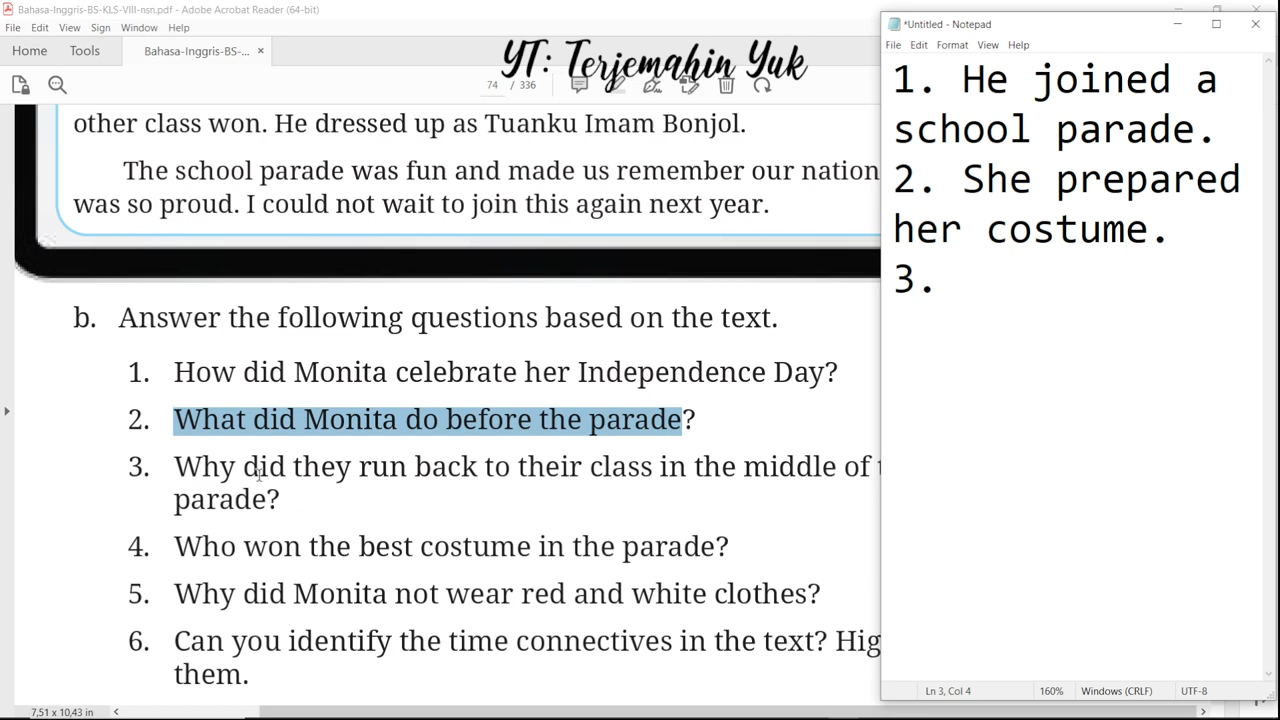 Bahasa-Inggris-BS-KLS-VIII-nsn.pdf - Adobe Acrobat Reader (64-bit)
File Edit View Sign Window Help
Home Tools Bahasa-Inggris-BS-... ×
YT: Terjemahin Yuk
74 / 336
other class won. He dressed up as Tuanku Imam Bonjol.
The school parade was fun and made us remember our nation
was so proud. I could not wait to join this again next year.
b. Answer the following questions based on the text.
1. How did Monita celebrate her Independence Day?
2. What did Monita do before the parade?
3. Why did they run back to their class in the middle of t
parade?
4. Who won the best costume in the parade?
5. Why did Monita not wear red and white clothes?
6. Can you identify the time connectives in the text? Hig
them.
7,51 x 10,43 in
*Untitled - Notepad
File Edit Format View Help
1. He joined a
school parade.
2. She prepared
her costume.
3.
Ln 3, Col 4 160% Windows (CRLF) UTF-8